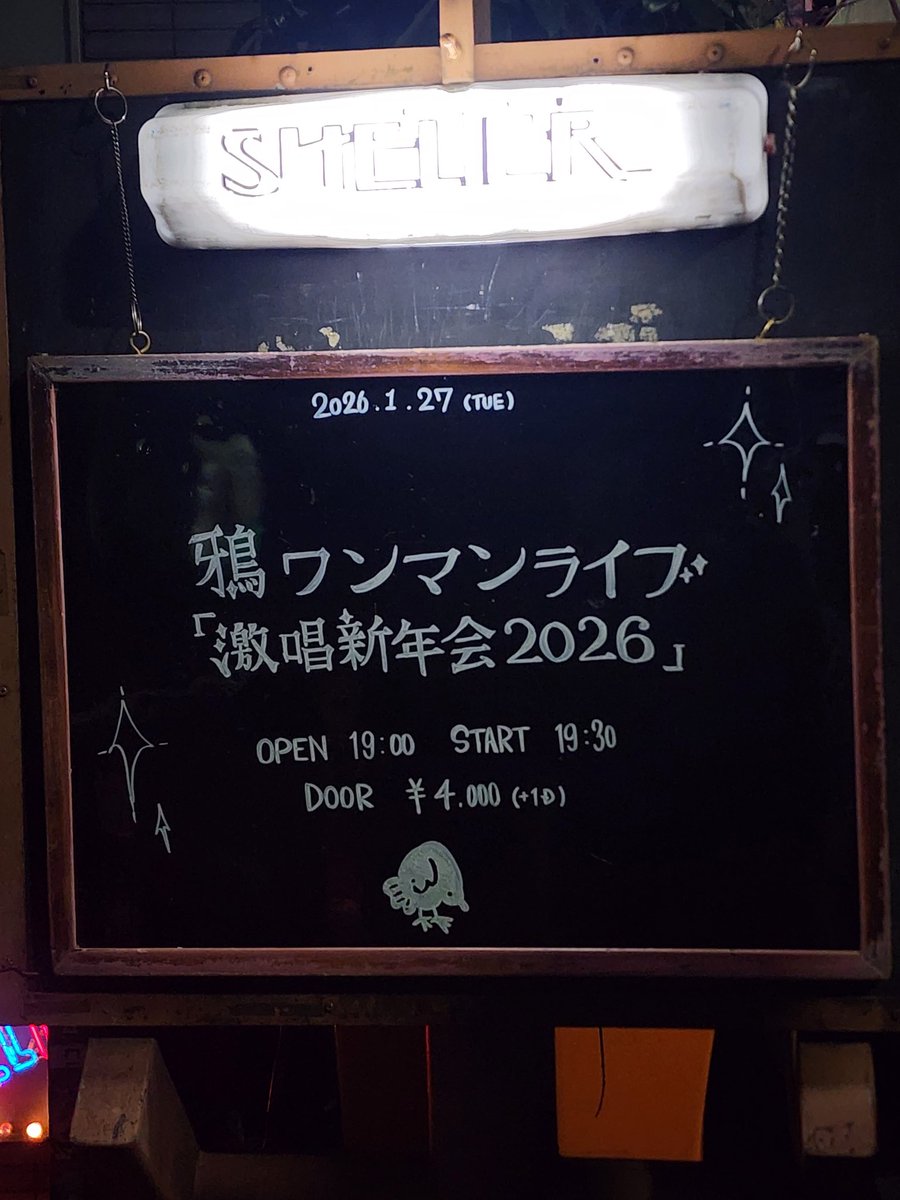 SHELTER
2026.1.27 (TUE)
鴉ワンマンライブ
「激唱新年会2026」
OPEN 19:00 START 19:30
DOOR ¥4.000 (+1D)